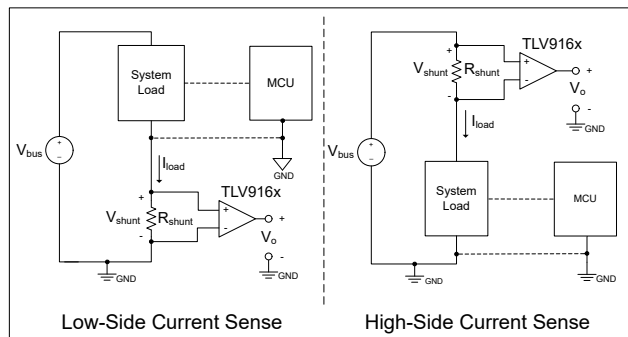 System
Load
MCU
V_bus
+
−
I_load
GND
TLV916x
V_shunt
+
-
R_shunt
+
-
+
V_o
-
GND
GND
Low-Side Current Sense
TLV916x
V_shunt
+
-
R_shunt
+
-
+
V_o
-
GND
I_load
V_bus
+
−
System
Load
MCU
GND
GND
High-Side Current Sense